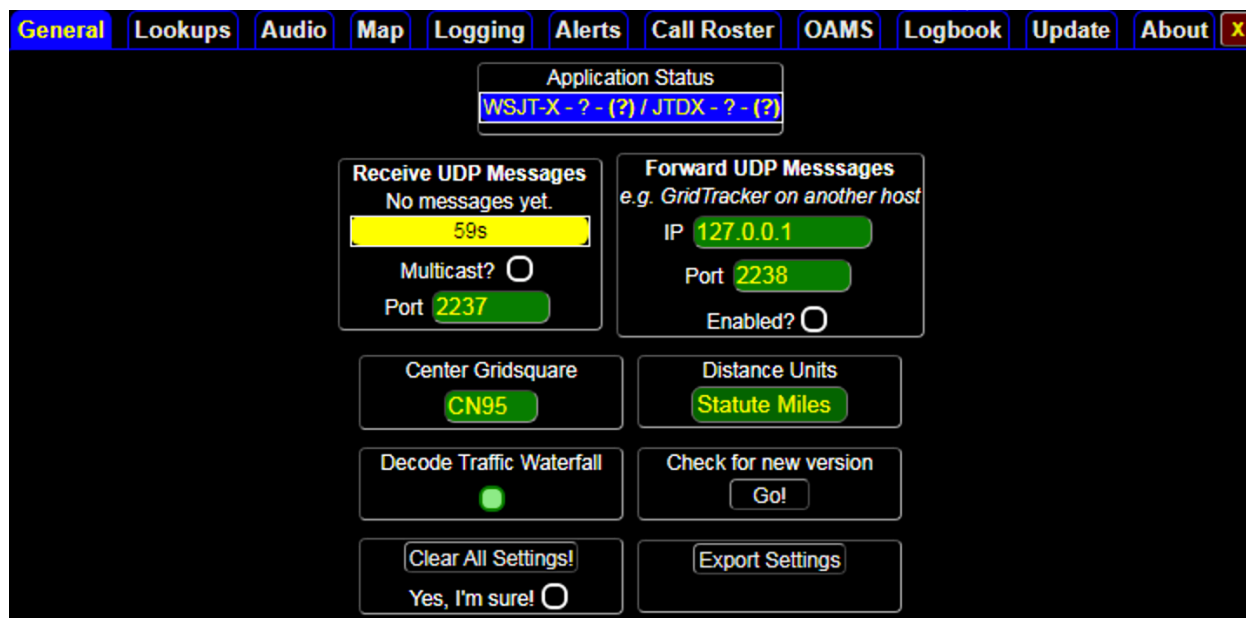 General Lookups Audio Map Logging Alerts Call Roster OAMS Logbook Update About X
Application Status
WSJT-X - ? - (?) / JTDX - ? - (?)
Receive UDP Messages
No messages yet.
59s
Multicast?
Port 2237
Forward UDP Messsages
e.g. GridTracker on another host
IP 127.0.0.1
Port 2238
Enabled?
Center Gridsquare
CN95
Distance Units
Statute Miles
Decode Traffic Waterfall
Check for new version
Go!
Clear All Settings!
Yes, I'm sure!
Export Settings